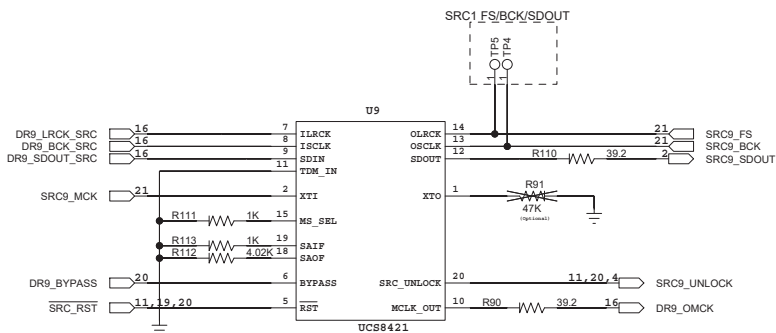 SRC1 FS/BCK/SDOUT
TP5
TP4
1
1
U9
DR9_LRCK_SRC 16 7 ILRCK OLRCK 14 21 SRC9_FS
DR9_BCK_SRC 16 8 ISCLK OSCLK 13 21 SRC9_BCK
DR9_SDOUT_SRC 16 9 SDIN SDOUT 12 R110 39.2 2 SRC9_SDOUT
11 TDM_IN
SRC9_MCK 21 2 XTI XTO 1 R91
47K
(Optional)
R111 1K 15 MS_SEL
R113 1K 19 SAIF
R112 4.02K 18 SAOF
DR9_BYPASS 20 6 BYPASS SRC_UNLOCK 20 11,20,4 SRC9_UNLOCK
SRC_RST 11,19,20 5 RST MCLK_OUT 10 R90 39.2 16 DR9_OMCK
UCS8421